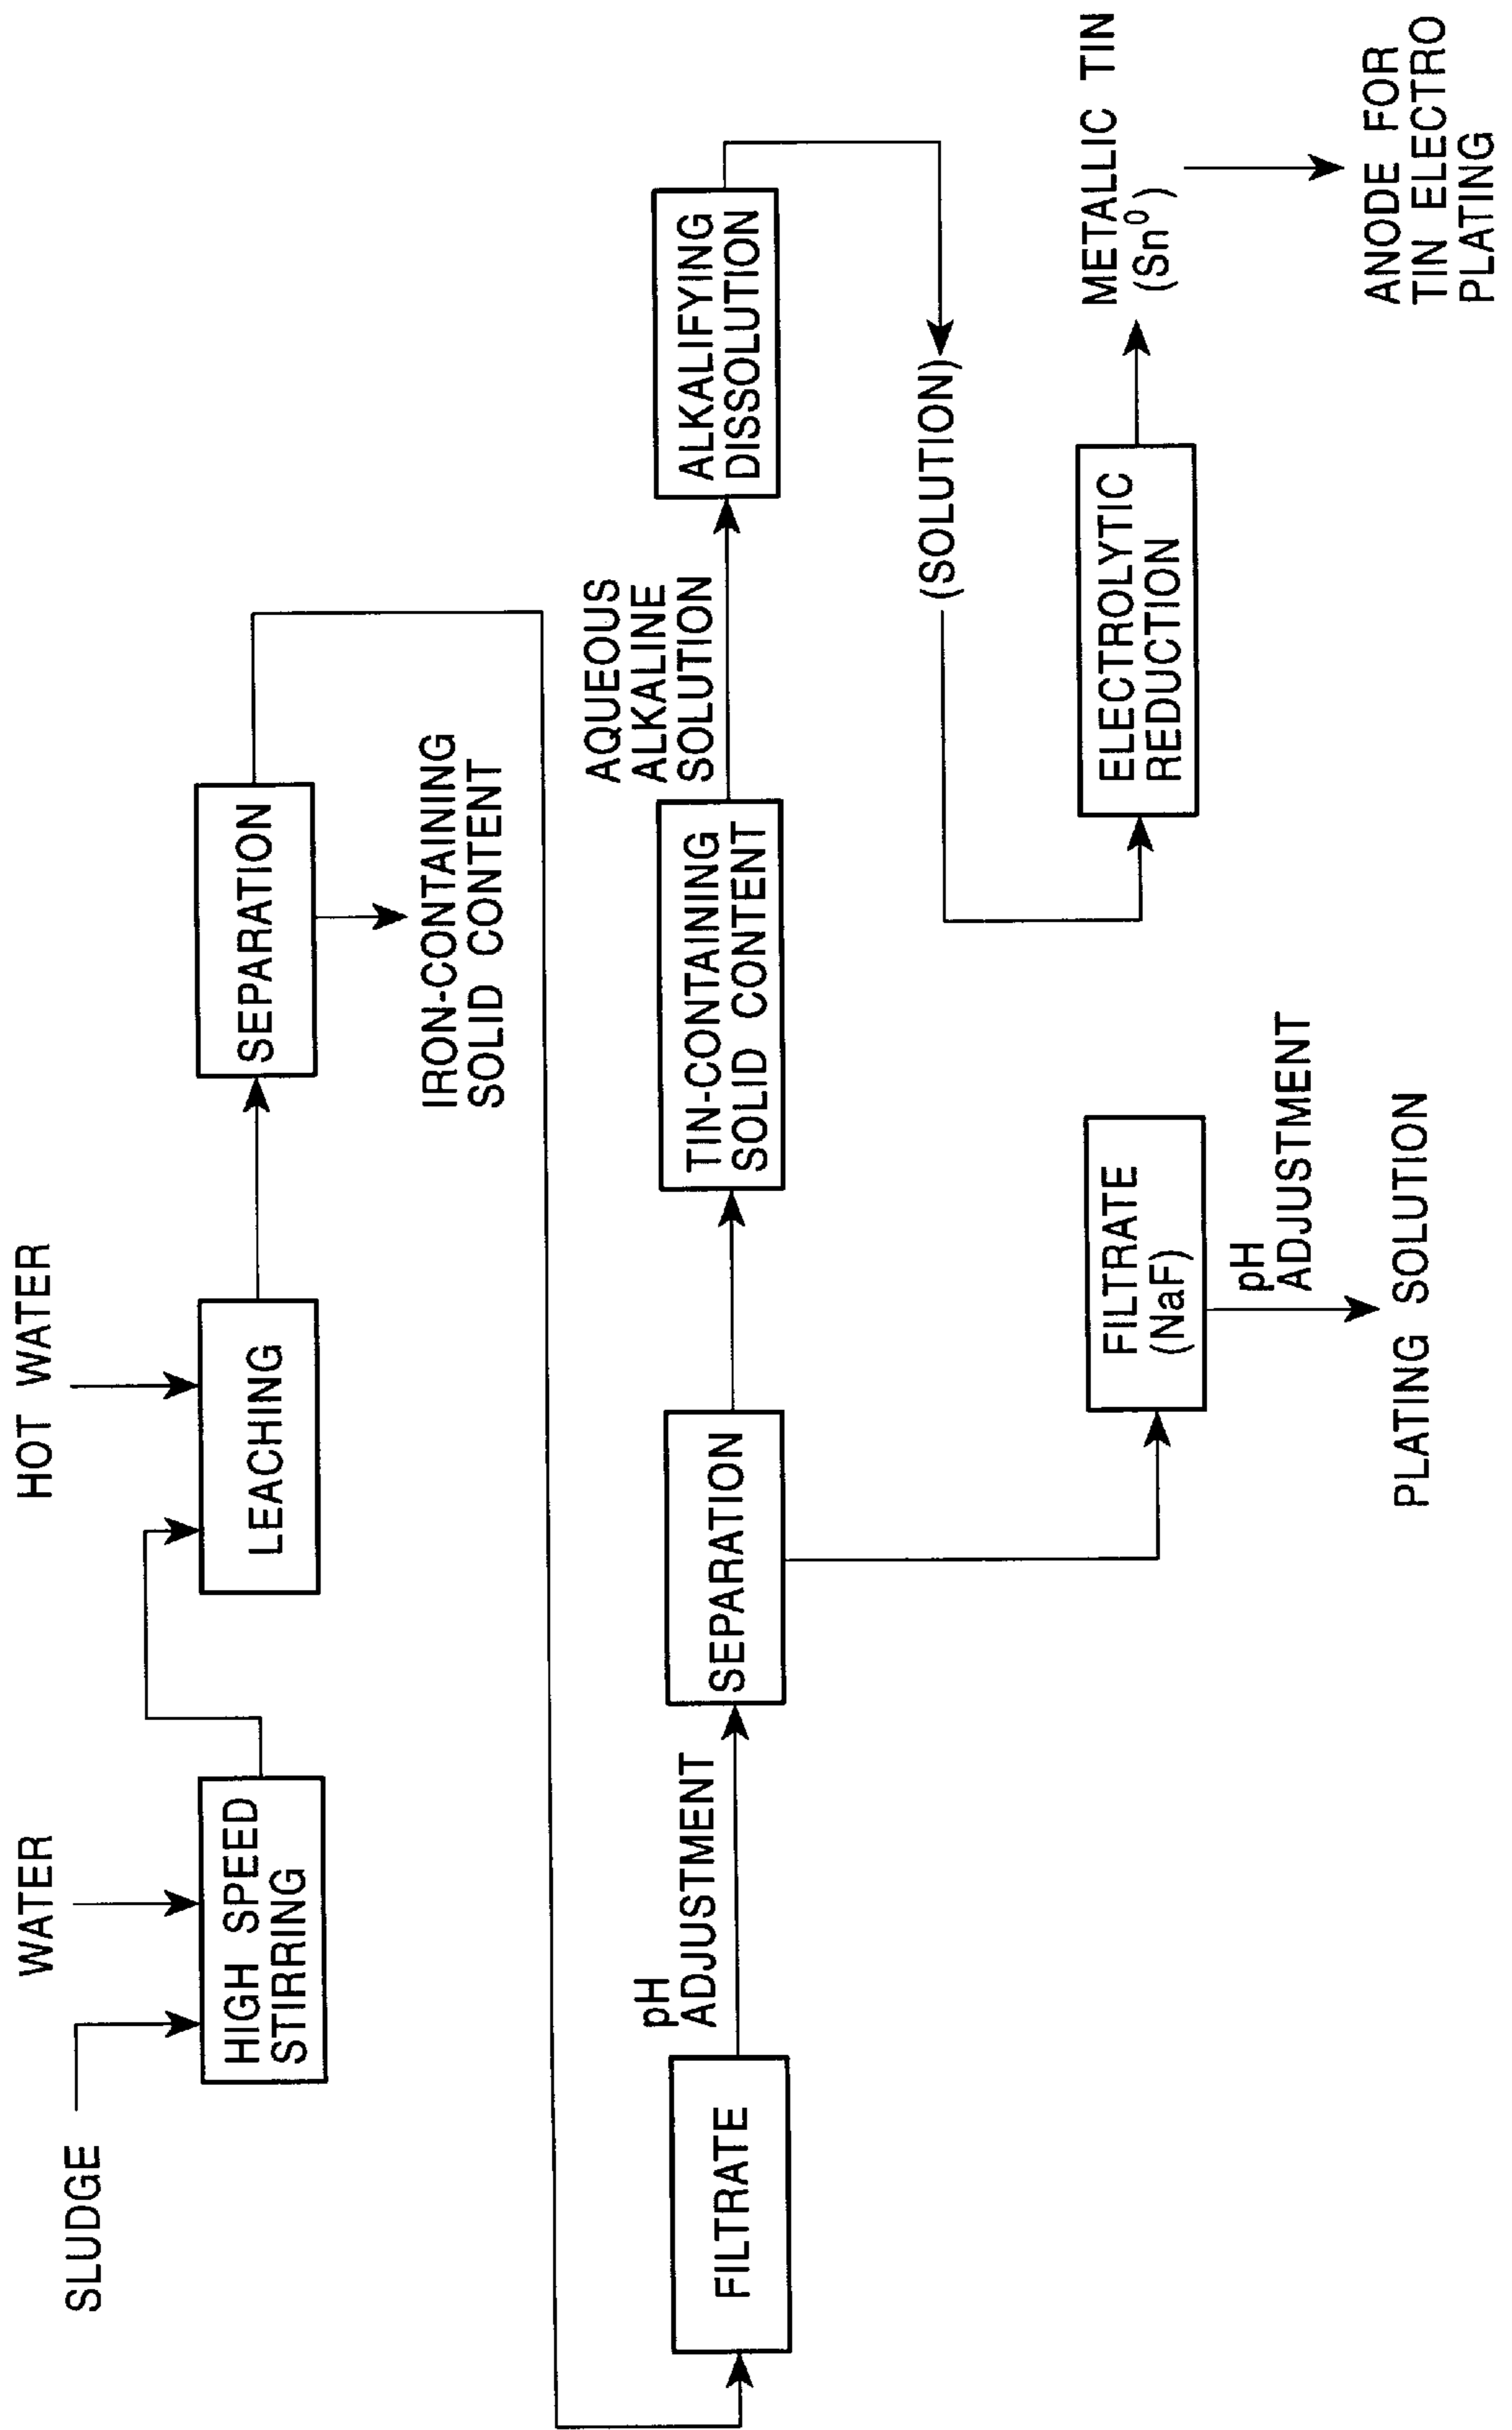 SLUDGE
WATER
HIGH SPEED
STIRRING
HOT WATER
LEACHING
SEPARATION
IRON-CONTAINING
SOLID CONTENT
FILTRATE
pH
ADJUSTMENT
SEPARATION
TIN-CONTAINING
SOLID CONTENT
AQUEOUS
ALKALINE
SOLUTION
ALKALIFYING
DISSOLUTION
(SOLUTION)
FILTRATE
(NaF)
pH
ADJUSTMENT
PLATING SOLUTION
ELECTROLYTIC
REDUCTION
METALLIC TIN
(Sn⁰)
ANODE FOR
TIN ELECTRO
PLATING